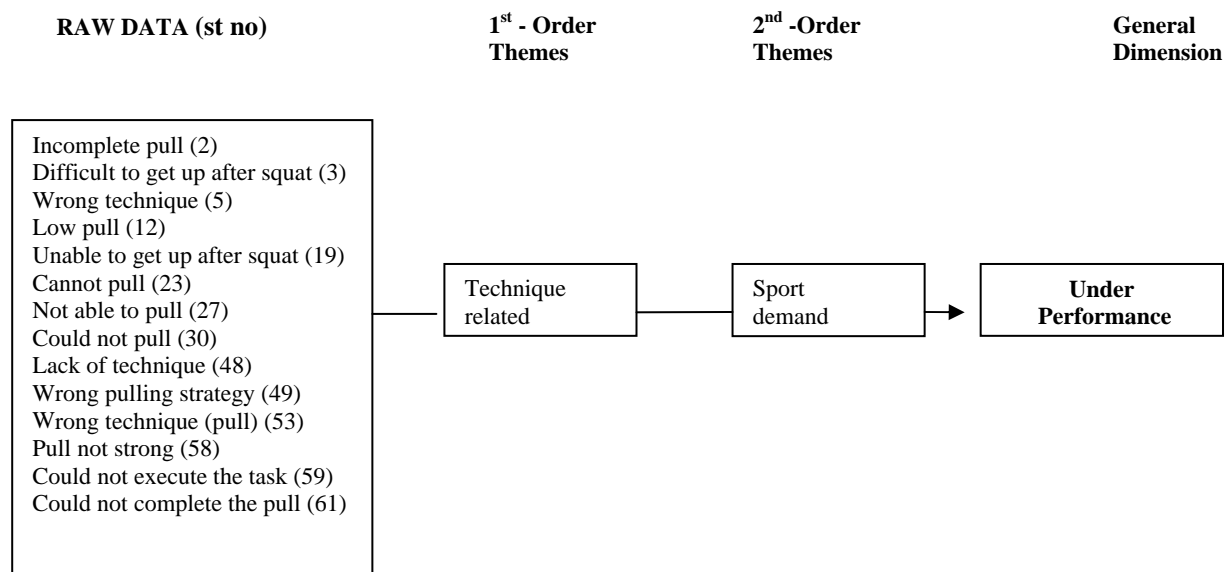 RAW DATA (st no)
1st - Order
Themes
2nd -Order
Themes
General
Dimension
Incomplete pull (2)
Difficult to get up after squat (3)
Wrong technique (5)
Low pull (12)
Unable to get up after squat (19)
Cannot pull (23)
Not able to pull (27)
Could not pull (30)
Lack of technique (48)
Wrong pulling strategy (49)
Wrong technique (pull) (53)
Pull not strong (58)
Could not execute the task (59)
Could not complete the pull (61)
Technique
related
Sport
demand
Under
Performance